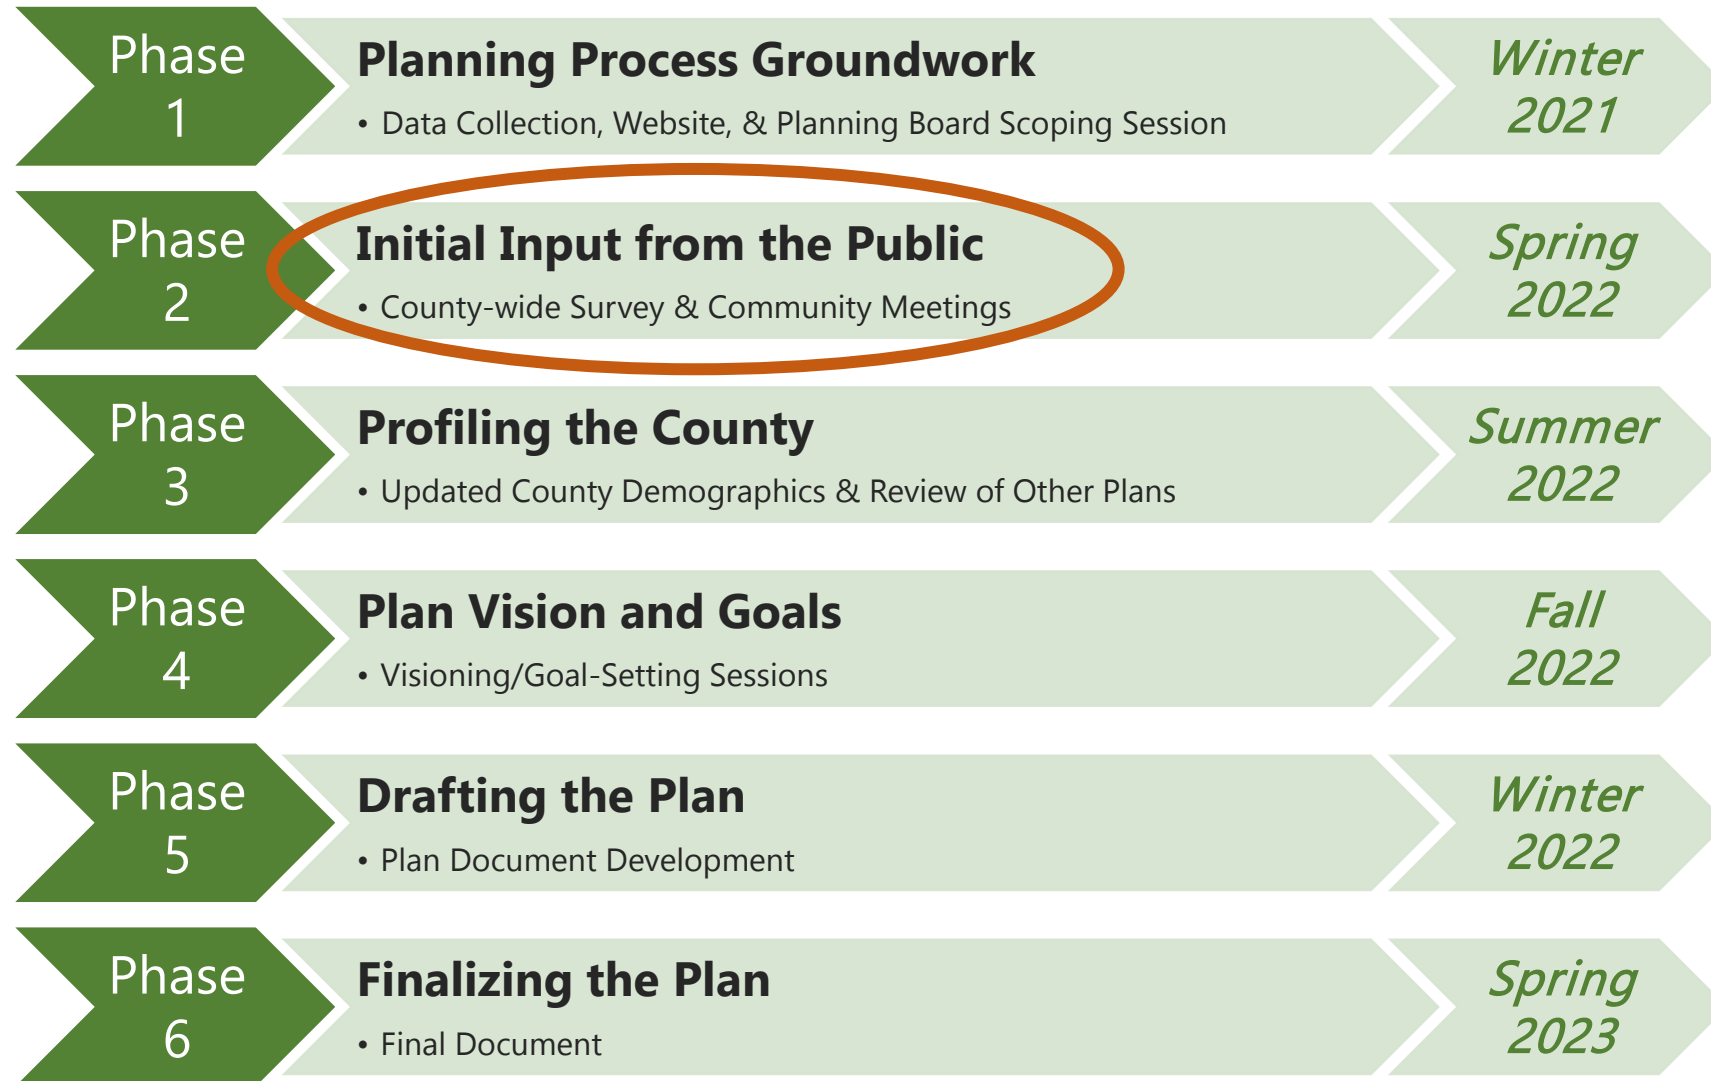 Phase
1
Planning Process Groundwork
• Data Collection, Website, & Planning Board Scoping Session
Winter
2021
Phase
2
Initial Input from the Public
• County-wide Survey & Community Meetings
Spring
2022
Phase
3
Profiling the County
• Updated County Demographics & Review of Other Plans
Summer
2022
Phase
4
Plan Vision and Goals
• Visioning/Goal-Setting Sessions
Fall
2022
Phase
5
Drafting the Plan
• Plan Document Development
Winter
2022
Phase
6
Finalizing the Plan
• Final Document
Spring
2023